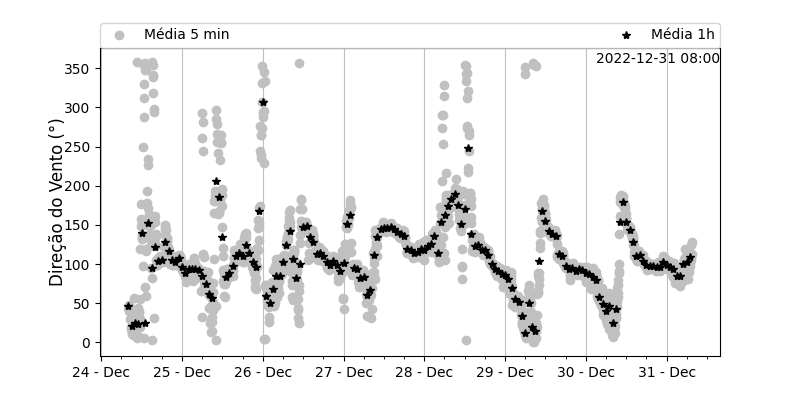 Média 5 min
Média 1h
2022-12-31 08:00
350
300
250
200
150
100
50
0
Direção do Vento (°)
24 - Dec
25 - Dec
26 - Dec
27 - Dec
28 - Dec
29 - Dec
30 - Dec
31 - Dec